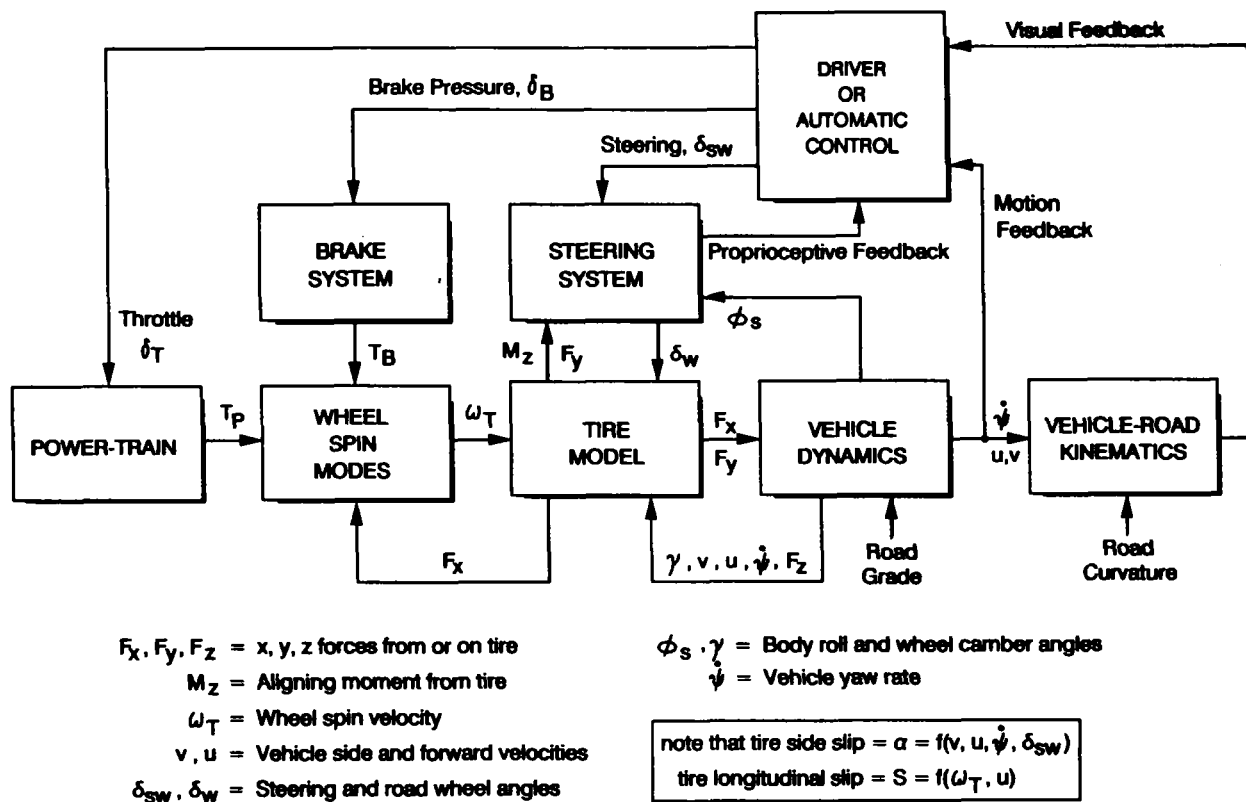 Visual Feedback
DRIVER
OR
AUTOMATIC
CONTROL
Brake Pressure, δB
Steering, δSW
Motion
Feedback
BRAKE
SYSTEM
STEERING
SYSTEM
Proprioceptive Feedback
ϕS
Throttle
δT
TB
Mz Fy
δW
POWER-TRAIN
TP
WHEEL
SPIN
MODES
ωT
TIRE
MODEL
Fx
Fy
VEHICLE
DYNAMICS
ψ̇
u,v
VEHICLE-ROAD
KINEMATICS
Fx
γ, v, u, ψ̇, Fz
Road
Grade
Road
Curvature
Fx, Fy, Fz = x, y, z forces from or on tire
Mz = Aligning moment from tire
ωT = Wheel spin velocity
v, u = Vehicle side and forward velocities
δsw, δw = Steering and road wheel angles
ϕs, γ = Body roll and wheel camber angles
ψ̇ = Vehicle yaw rate
note that tire side slip = α = f(v, u, ψ̇, δsw)
tire longitudinal slip = S = f(ωT, u)